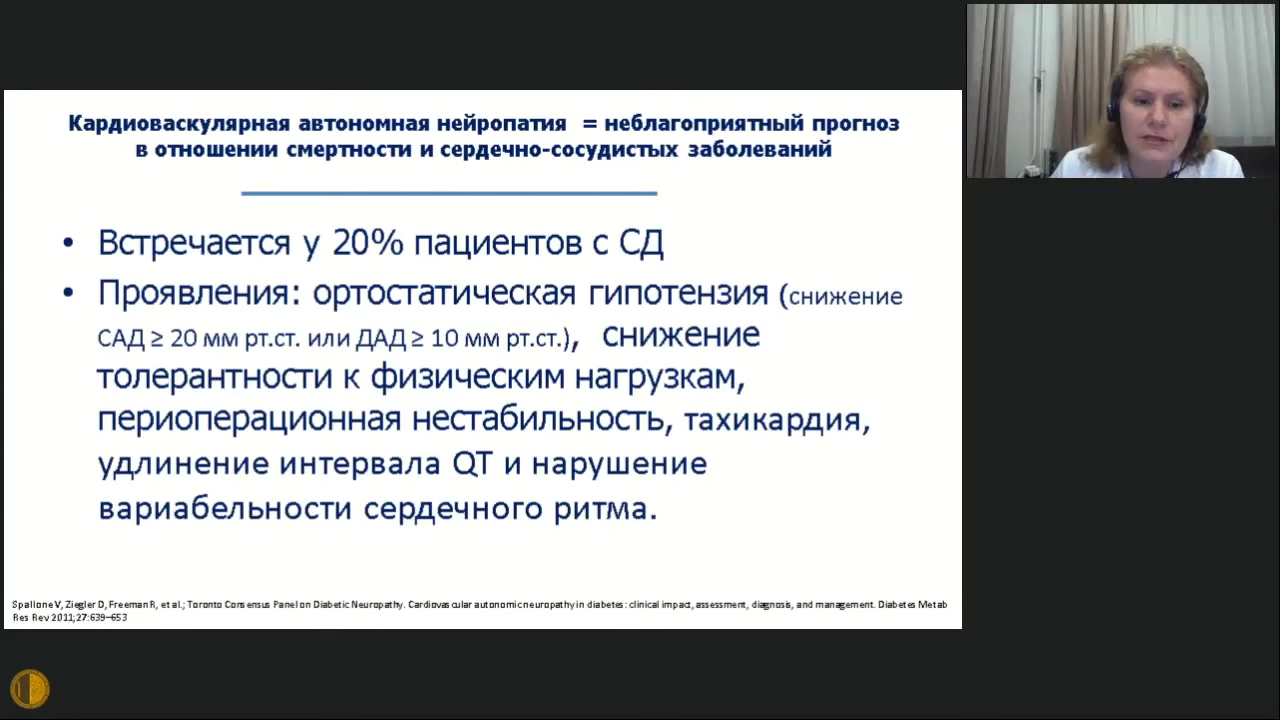 Кардиоваскулярная автономная нейропатия = неблагоприятный прогноз
в отношении смертности и сердечно-сосудистых заболеваний
• Встречается у 20% пациентов с СД
• Проявления: ортостатическая гипотензия (снижение
САД ≥ 20 мм рт.ст. или ДАД ≥ 10 мм рт.ст.), снижение
толерантности к физическим нагрузкам,
периоперационная нестабильность, тахикардия,
удлинение интервала QT и нарушение
вариабельности сердечного ритма.
Spallone V, Ziegler D, Freeman R, et al.; Toronto Consensus Panel on Diabetic Neuropathy. Cardiovascular autonomic neuropathy in diabetes: clinical impact, assessment, diagnosis, and management. Diabetes Metab
Res Rev 2011;27:639–653